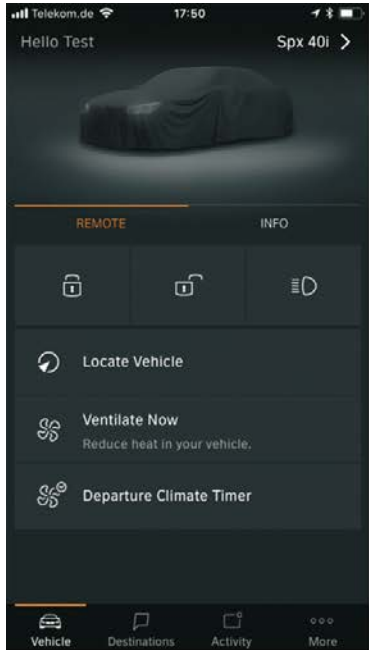 Telekom.de
17:50
Hello Test
Spx 40i
REMOTE
INFO
Locate Vehicle
Ventilate Now
Reduce heat in your vehicle.
Departure Climate Timer
Vehicle
Destinations
Activity
More